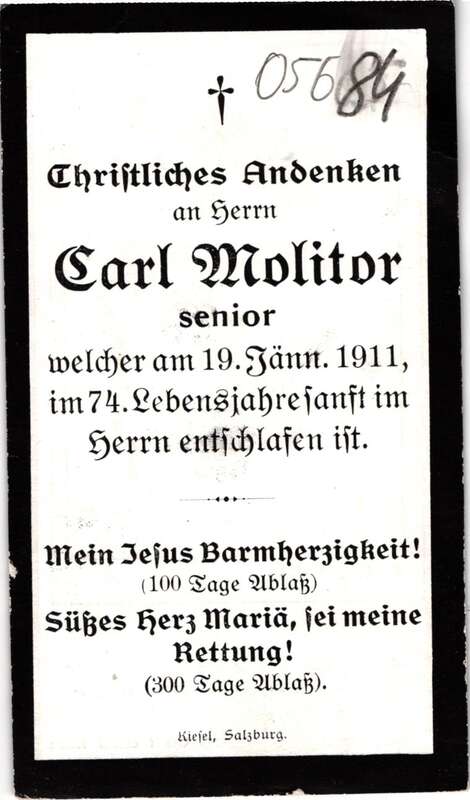 05684
†
Christliches Andenken
an Herrn
Carl Molitor
senior
welcher am 19. Jänn. 1911,
im 74. Lebensjahre sanft im
Herrn entschlafen ist.
Mein Jesus Barmherzigkeit!
(100 Tage Ablaß)
Süßes Herz Mariä, sei meine
Rettung!
(300 Tage Ablaß).
Kiesel, Salzburg.